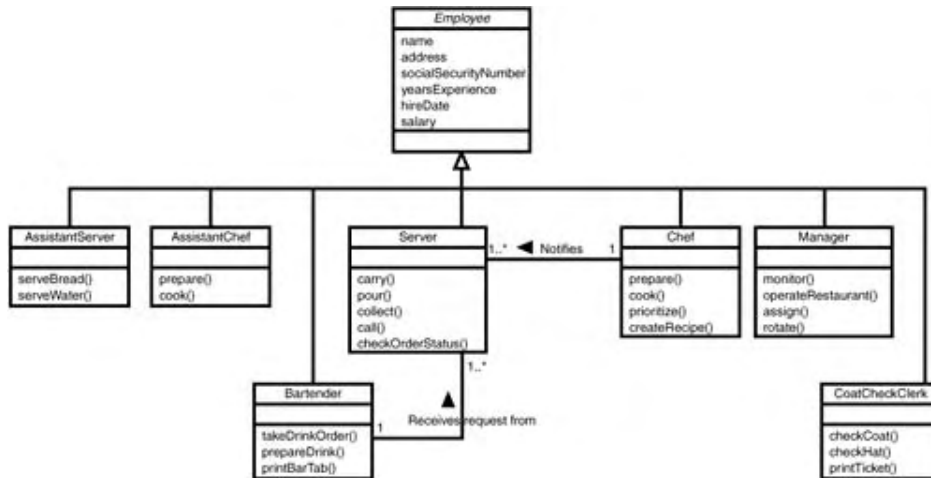 Employee
name
address
socialSecurityNumber
yearsExperience
hireDate
salary
AssistantServer
serveBread()
serveWater()
AssistantChef
prepare()
cook()
Server
carry()
pour()
collect()
call()
checkOrderStatus()
1..*
Notifies
1
Chef
prepare()
cook()
prioritize()
createRecipe()
Manager
monitor()
operateRestaurant()
assign()
rotate()
1..*
Bartender
takeDrinkOrder()
prepareDrink()
printBarTab()
1
Receives request from
CoatCheckClerk
checkCoat()
checkHat()
printTicket()